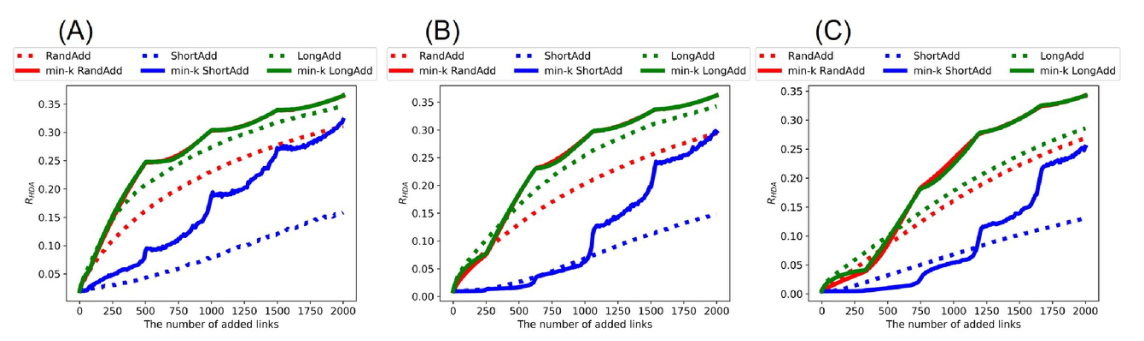 (A) (B) (C)
RandAdd ShortAdd LongAdd RandAdd ShortAdd LongAdd RandAdd ShortAdd LongAdd
min-k RandAdd min-k ShortAdd min-k LongAdd min-k RandAdd min-k ShortAdd min-k LongAdd min-k RandAdd min-k ShortAdd min-k LongAdd
R_HDA
0.35
0.30
0.25
0.20
0.15
0.10
0.05
0 250 500 750 1000 1250 1500 1750 2000
The number of added links
R_HDA
0.35
0.30
0.25
0.20
0.15
0.10
0.05
0.00
0 250 500 750 1000 1250 1500 1750 2000
The number of added links
R_HDA
0.35
0.30
0.25
0.20
0.15
0.10
0.05
0.00
0 250 500 750 1000 1250 1500 1750 2000
The number of added links